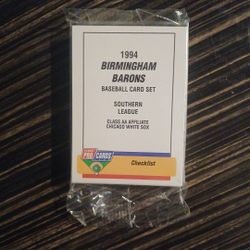 1994
BIRMINGHAM
BARONS
BASEBALL CARD SET
SOUTHERN
LEAGUE
CLASS AA AFFILIATE
CHICAGO WHITE SOX
PRO CARDS
Checklist